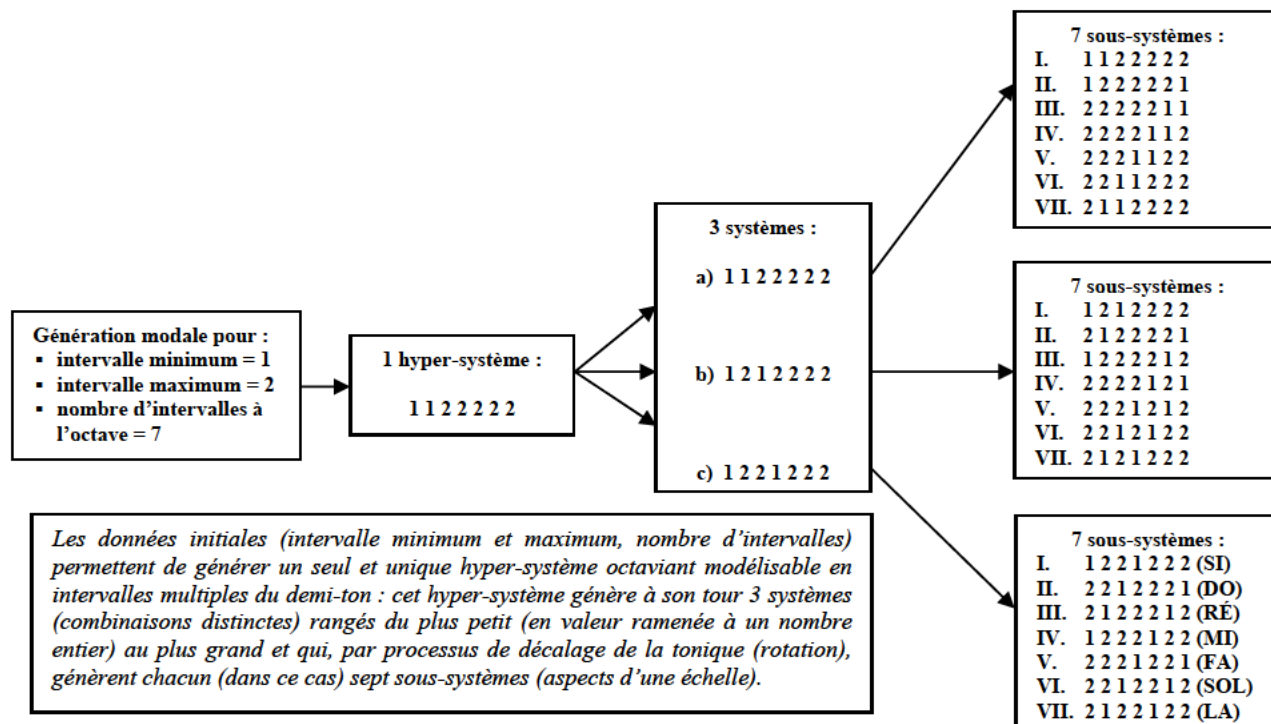 Génération modale pour :
▪ intervalle minimum = 1
▪ intervalle maximum = 2
▪ nombre d'intervalles à
l'octave = 7
1 hyper-système :
1 1 2 2 2 2 2
3 systèmes :
a) 1 1 2 2 2 2 2
b) 1 2 1 2 2 2 2
c) 1 2 2 1 2 2 2
7 sous-systèmes :
I. 1 1 2 2 2 2 2
II. 1 2 2 2 2 2 1
III. 2 2 2 2 2 1 1
IV. 2 2 2 2 1 1 2
V. 2 2 2 1 1 2 2
VI. 2 2 1 1 2 2 2
VII. 2 1 1 2 2 2 2
7 sous-systèmes :
I. 1 2 1 2 2 2 2
II. 2 1 2 2 2 2 1
III. 1 2 2 2 2 1 2
IV. 2 2 2 2 1 2 1
V. 2 2 2 1 2 1 2
VI. 2 2 1 2 1 2 2
VII. 2 1 2 1 2 2 2
7 sous-systèmes :
I. 1 2 2 1 2 2 2 (SI)
II. 2 2 1 2 2 2 1 (DO)
III. 2 1 2 2 2 1 2 (RÉ)
IV. 1 2 2 2 1 2 2 (MI)
V. 2 2 2 1 2 2 1 (FA)
VI. 2 2 1 2 2 1 2 (SOL)
VII. 2 1 2 2 1 2 2 (LA)
Les données initiales (intervalle minimum et maximum, nombre d'intervalles)
permettent de générer un seul et unique hyper-système octaviant modélisable en
intervalles multiples du demi-ton : cet hyper-système génère à son tour 3 systèmes
(combinaisons distinctes) rangés du plus petit (en valeur ramenée à un nombre
entier) au plus grand et qui, par processus de décalage de la tonique (rotation),
génèrent chacun (dans ce cas) sept sous-systèmes (aspects d'une échelle).